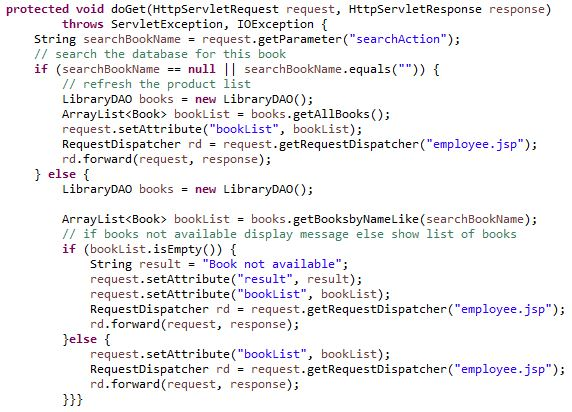 protected void doGet(HttpServletRequest request, HttpServletResponse response)
        throws ServletException, IOException {
    String searchBookName = request.getParameter("searchAction");
    // search the database for this book
    if (searchBookName == null || searchBookName.equals("")) {
        // refresh the product list
        LibraryDAO books = new LibraryDAO();
        ArrayList<Book> bookList = books.getAllBooks();
        request.setAttribute("bookList", bookList);
        RequestDispatcher rd = request.getRequestDispatcher("employee.jsp");
        rd.forward(request, response);
    } else {
        LibraryDAO books = new LibraryDAO();

        ArrayList<Book> bookList = books.getBooksbyNameLike(searchBookName);
        // if books not available display message else show list of books
        if (bookList.isEmpty()) {
            String result = "Book not available";
            request.setAttribute("result", result);
            request.setAttribute("bookList", bookList);
            RequestDispatcher rd = request.getRequestDispatcher("employee.jsp");
            rd.forward(request, response);
        }else {
            request.setAttribute("bookList", bookList);
            RequestDispatcher rd = request.getRequestDispatcher("employee.jsp");
            rd.forward(request, response);
        }}}